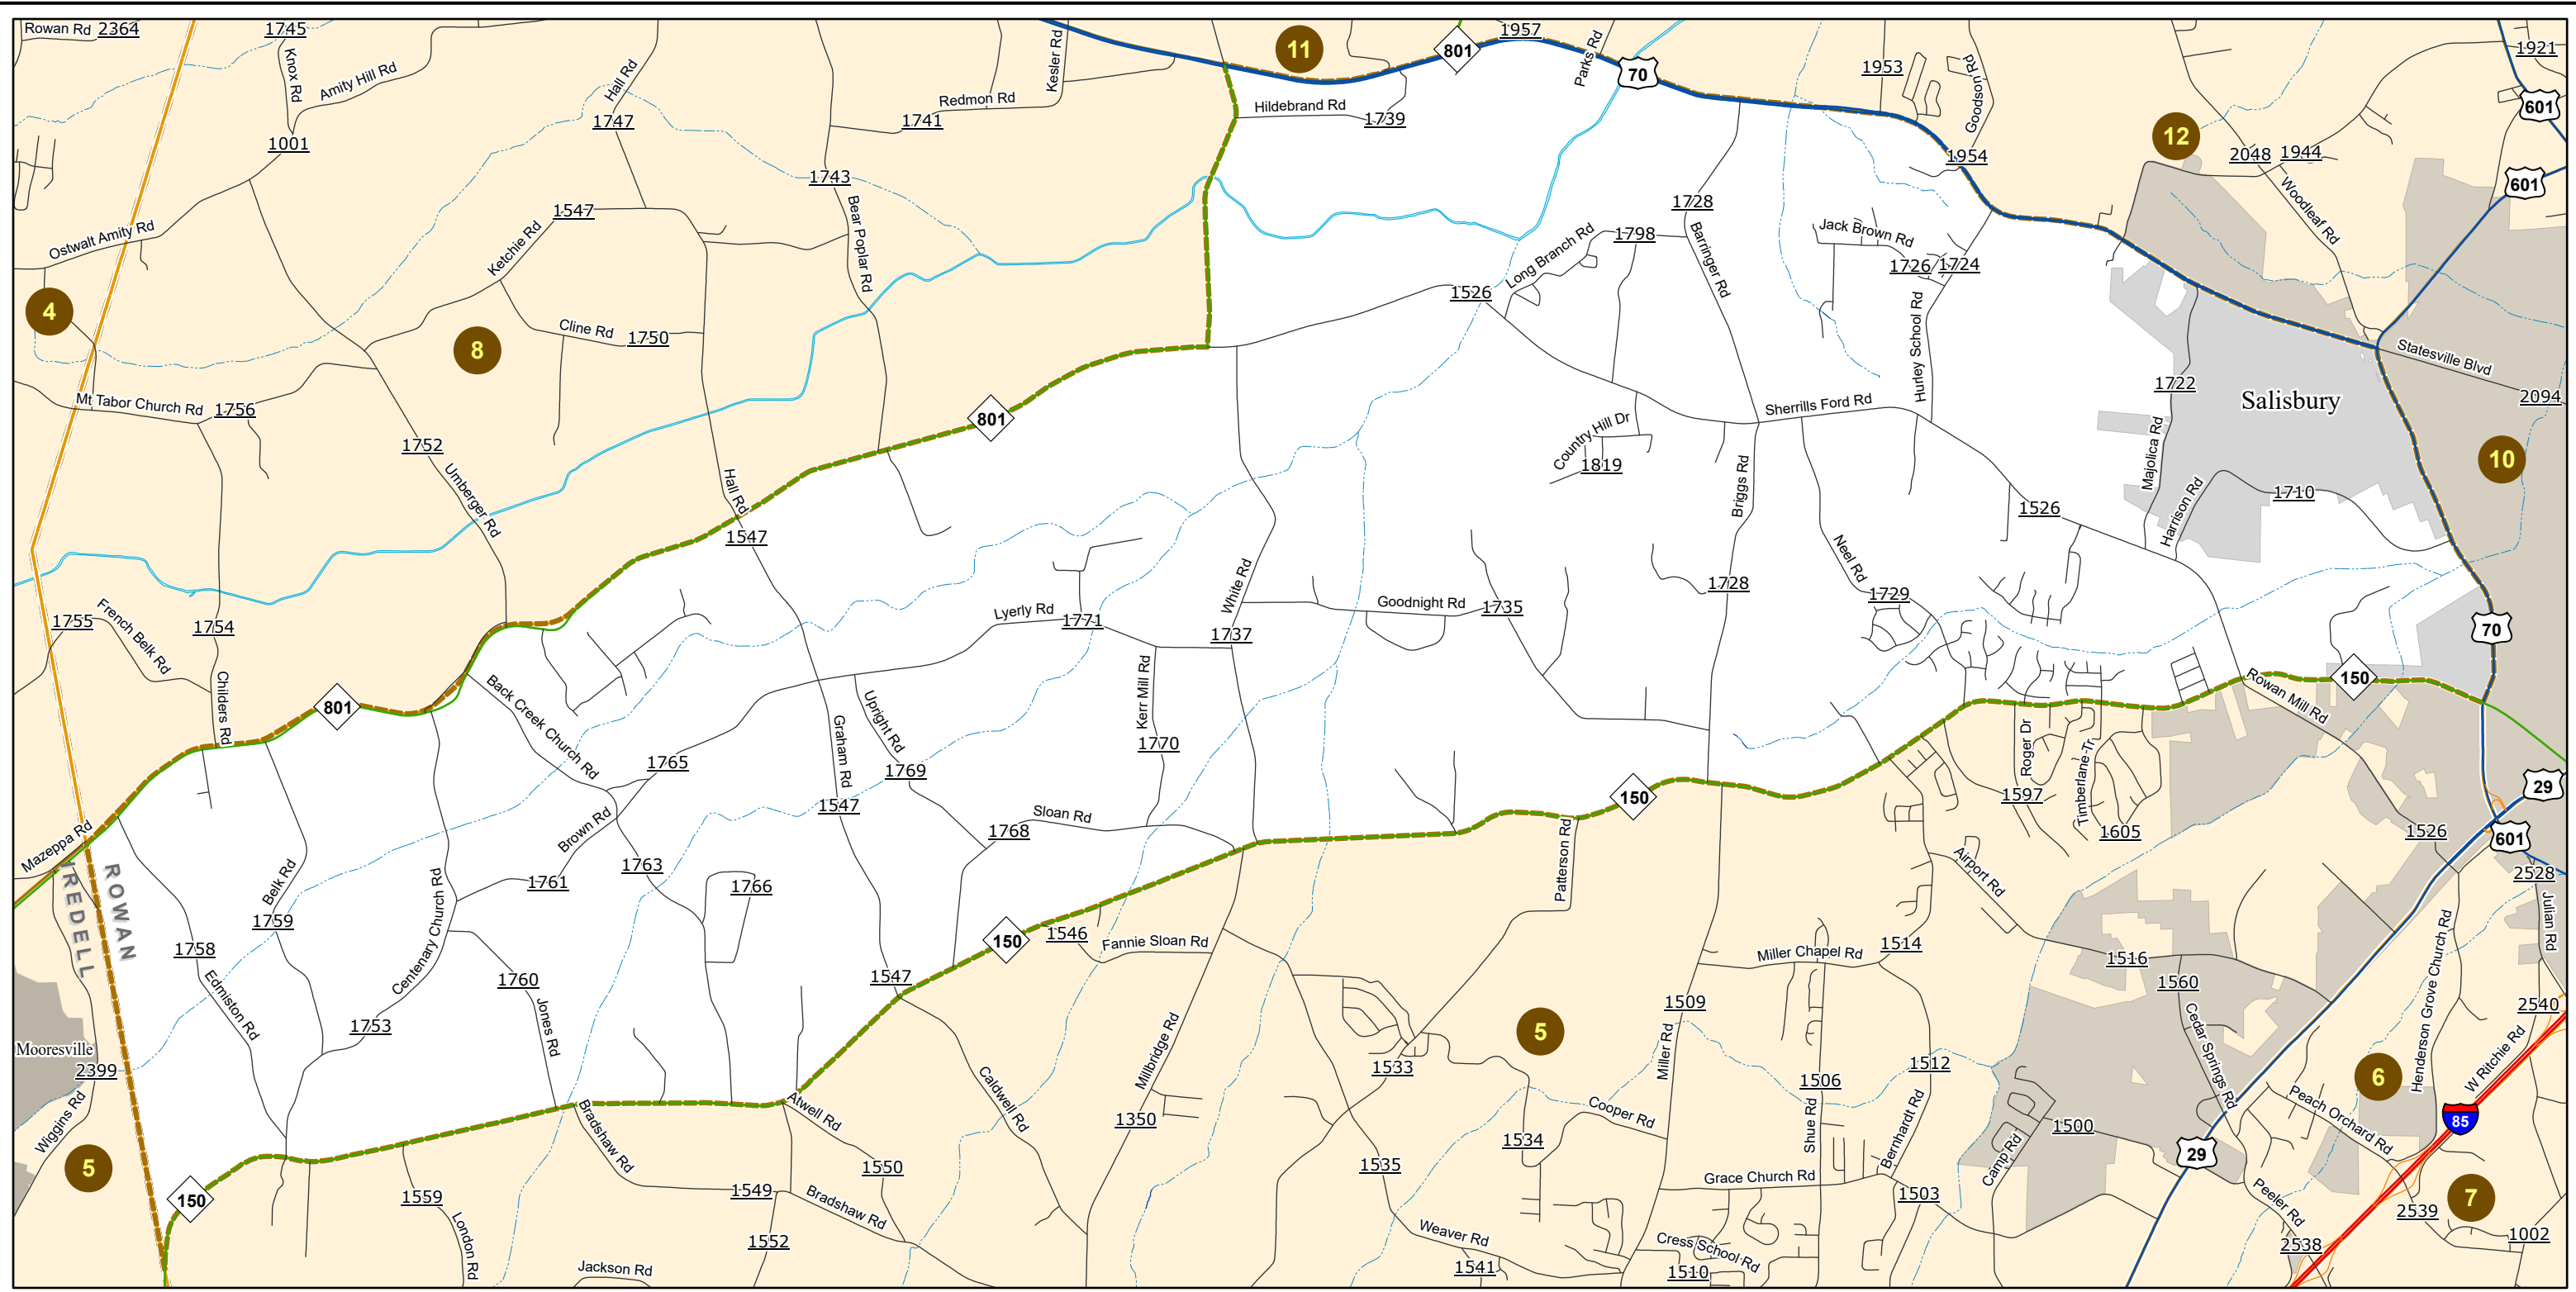 Rowan Rd 2364
1745
Knox Rd
Amity Hill Rd
1001
Hall Rd
1747
Kesler Rd
Redmon Rd
1741
1743
Bear Poplar Rd
11
801
1957
Parks Rd
70
Hildebrand Rd
1739
1953
Goodson Rd
1954
12
2048
1944
Woodleaf Rd
1921
601
601
Ostwalt Amity Rd
1547
Ketchie Rd
4
8
Cline Rd
1750
Mt Tabor Church Rd
1756
1752
Umberger Rd
801
Hall Rd
1547
1728
Barringer Rd
1798
Long Branch Rd
1526
Jack Brown Rd
1726
1724
Hurley School Rd
Sherrills Ford Rd
Country Hill Dr
1819
Briggs Rd
1722
Salisbury
Majolica Rd
Harrison Rd
1710
1526
Statesville Blvd
2094
10
1755
French Belk Rd
1754
Childers Rd
801
Mazeppa Rd
Back Creek Church Rd
Lyerly Rd
1771
White Rd
1737
Goodnight Rd
1735
1728
Neel Rd
1729
70
150
Rowan Mill Rd
Kerr Mill Rd
1770
Upright Rd
1769
Graham Rd
1547
1765
Brown Rd
1761
1763
1766
Sloan Rd
1768
150
Roger Dr
1597
Timberlane Tr
1605
1526
29
601
2528
Julian Rd
IREDELL
ROWAN
Belk Rd
1759
1758
Edmiston Rd
Centenary Church Rd
1753
1760
Jones Rd
1547
150
1546
Fannie Sloan Rd
Patterson Rd
Airport Rd
Miller Chapel Rd
1514
1516
1560
Cedar Springs Rd
Henderson Grove Church Rd
2540
W Ritchie Rd
Mooresville
2399
Wiggins Rd
5
150
1559
London Rd
Bradshaw Rd
Atwell Rd
1550
1549
Bradshaw Rd
1552
Jackson Rd
Caldwell Rd
Millbridge Rd
1350
5
1509
Miller Rd
1533
1534
1535
Cooper Rd
1506
Shue Rd
1512
Bernhardt Rd
Grace Church Rd
1503
Weaver Rd
1541
Cress School Rd
1510
1500
Camp Rd
29
6
Peach Orchard Rd
85
Peeler Rd
2539
2538
7
1002